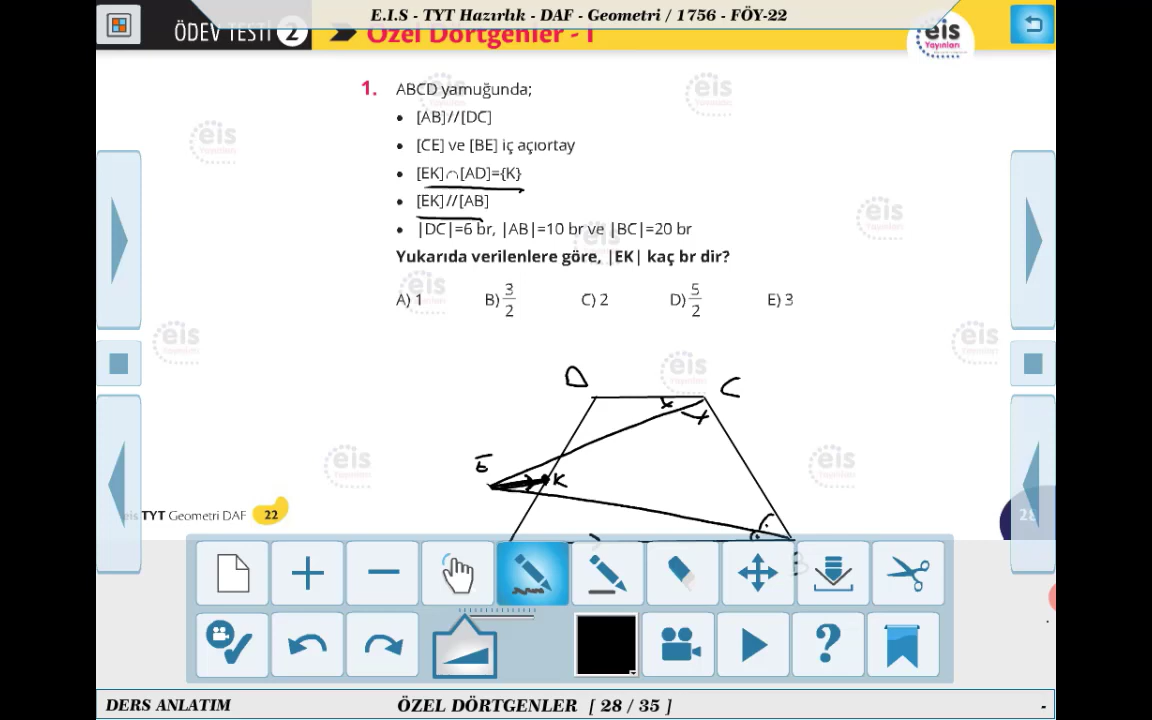 E.I.S - TYT Hazırlık - DAF - Geometri / 1756 - FÖY-22
ÖDEV TESTİ 2
Özel Dörtgenler - I
eis
Yayınları
1. ABCD yamuğunda;
• [AB]//[DC]
• [CE] ve [BE] iç açıortay
• [EK]∩[AD]={K}
• [EK]//[AB]
• |DC|=6 br, |AB|=10 br ve |BC|=20 br
Yukarıda verilenlere göre, |EK| kaç br dir?
A) 1 B) 3/2 C) 2 D) 5/2 E) 3
D C
E K
B
eis TYT Geometri DAF 22
28
?
DERS ANLATIM ÖZEL DÖRTGENLER [ 28 / 35 ] -